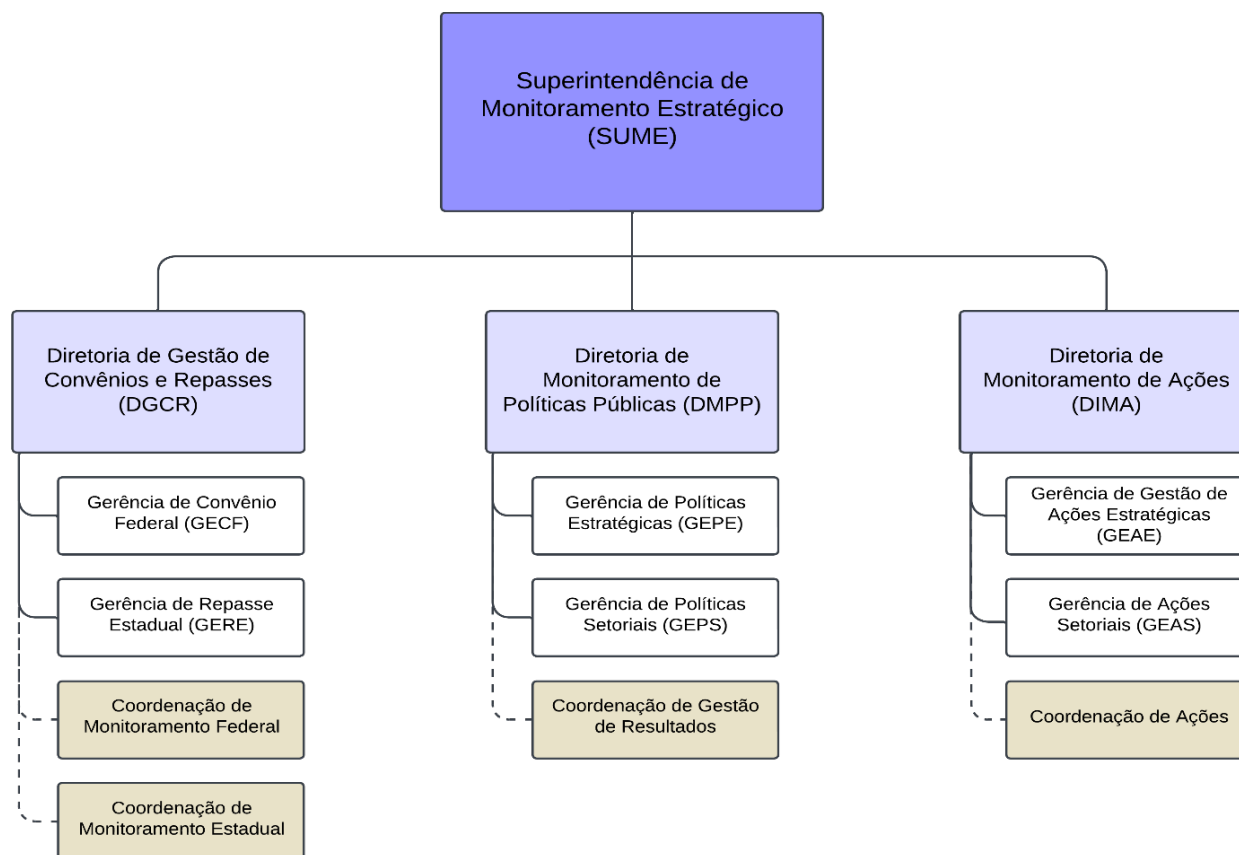 Superintendência de
Monitoramento Estratégico
(SUME)
Diretoria de Gestão de
Convênios e Repasses
(DGCR)
Gerência de Convênio
Federal (GECF)
Gerência de Repasse
Estadual (GERE)
Coordenação de
Monitoramento Federal
Coordenação de
Monitoramento Estadual
Diretoria de
Monitoramento de
Políticas Públicas (DMPP)
Gerência de Políticas
Estratégicas (GEPE)
Gerência de Políticas
Setoriais (GEPS)
Coordenação de Gestão
de Resultados
Diretoria de
Monitoramento de Ações
(DIMA)
Gerência de Gestão de
Ações Estratégicas
(GEAE)
Gerência de Ações
Setoriais (GEAS)
Coordenação de Ações